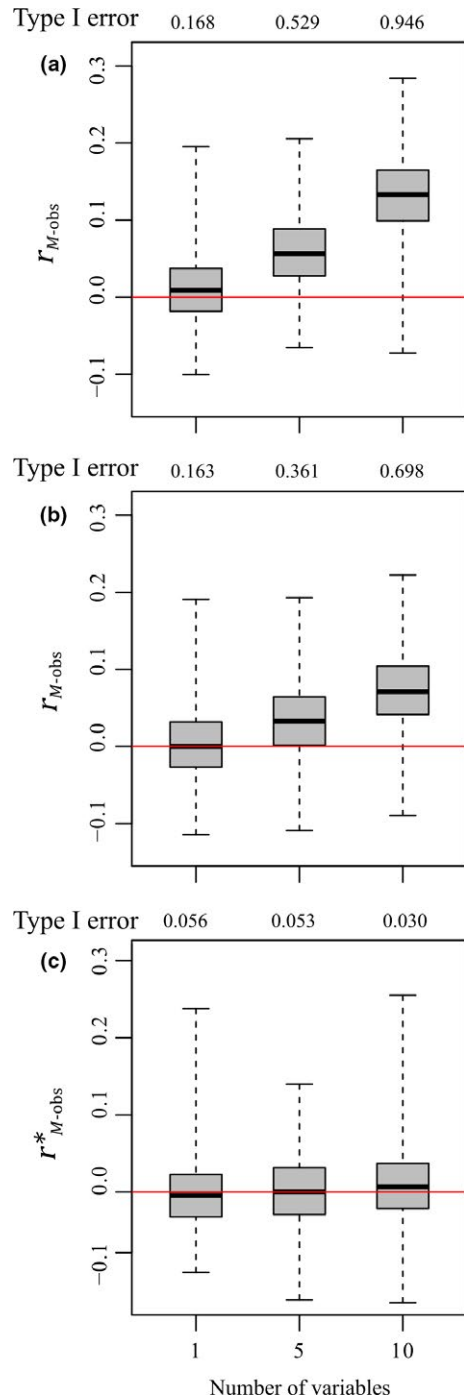 Type I error 0.168 0.529 0.946
(a)
0.3
0.2
0.1
0.0
−0.1
r M-obs
Type I error 0.163 0.361 0.698
(b)
0.3
0.2
0.1
0.0
−0.1
r M-obs
Type I error 0.056 0.053 0.030
(c)
0.3
0.2
0.1
0.0
−0.1
r* M-obs
1 5 10
Number of variables